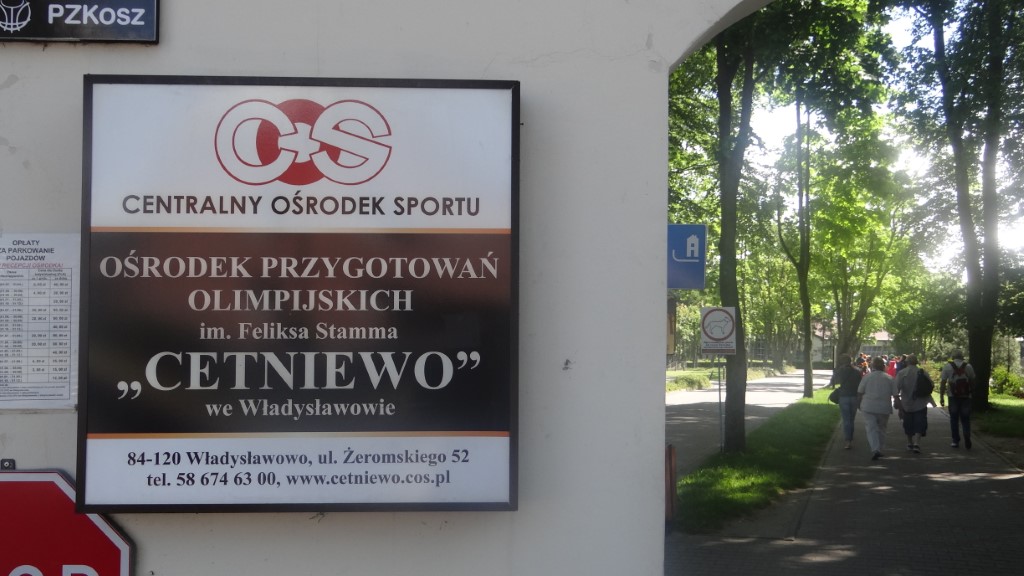 PZKosz
COS
CENTRALNY OŚRODEK SPORTU
OŚRODEK PRZYGOTOWAŃ
OLIMPIJSKICH
im. Feliksa Stamma
„CETNIEWO”
we Władysławowie
84-120 Władysławowo, ul. Żeromskiego 52
tel. 58 674 63 00, www.cetniewo.cos.pl
OPŁATY
ZA PARKOWANIE
POJAZDÓW